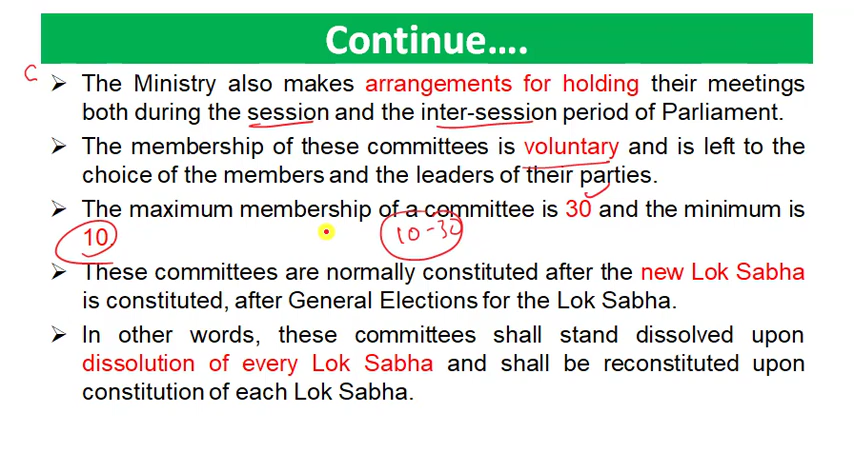 Continue….
C
➢ The Ministry also makes arrangements for holding their meetings
both during the session and the inter-session period of Parliament.
➢ The membership of these committees is voluntary and is left to the
choice of the members and the leaders of their parties.
➢ The maximum membership of a committee is 30 and the minimum is
10
10-30
➢ These committees are normally constituted after the new Lok Sabha
is constituted, after General Elections for the Lok Sabha.
➢ In other words, these committees shall stand dissolved upon
dissolution of every Lok Sabha and shall be reconstituted upon
constitution of each Lok Sabha.